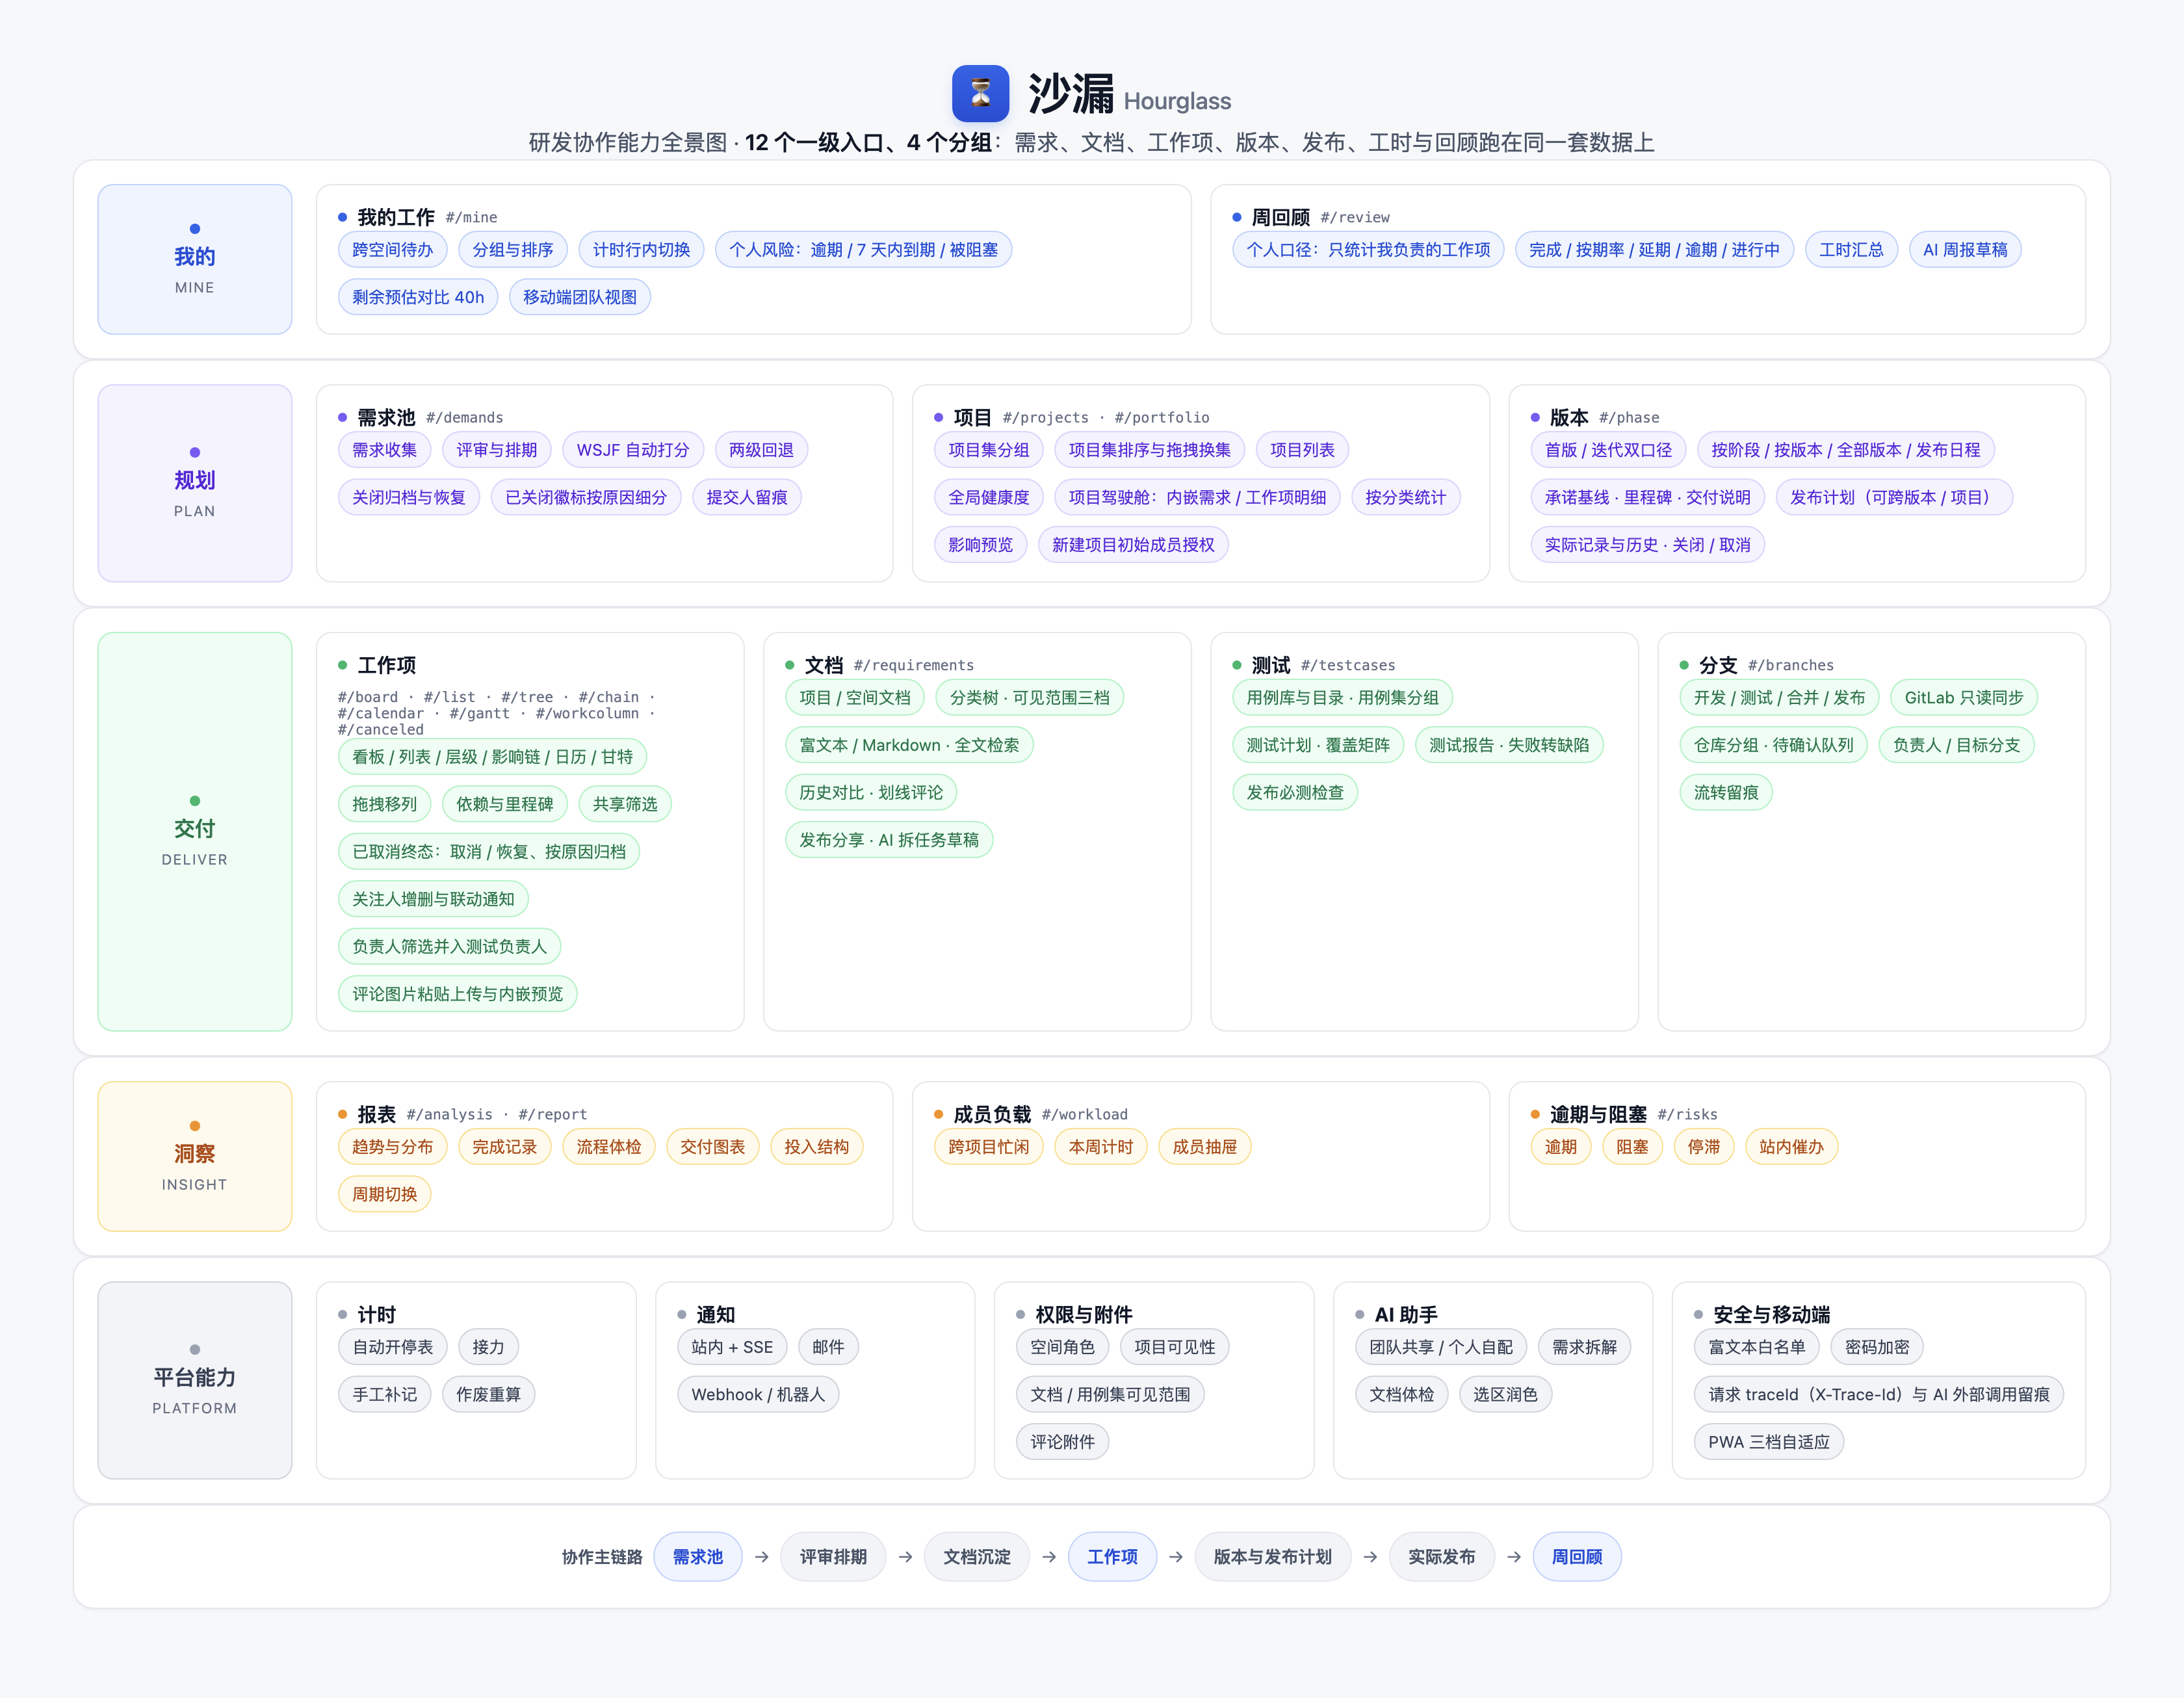 沙漏 Hourglass
研发协作能力全景图 · 12 个一级入口、4 个分组：需求、文档、工作项、版本、发布、工时与回顾跑在同一套数据上
我的
MINE
我的工作 #/mine
跨空间待办 分组与排序 计时行内切换 个人风险：逾期 / 7 天内到期 / 被阻塞
剩余预估对比 40h 移动端团队视图
周回顾 #/review
个人口径：只统计我负责的工作项 完成 / 按期率 / 延期 / 逾期 / 进行中 工时汇总 AI 周报草稿
规划
PLAN
需求池 #/demands
需求收集 评审与排期 WSJF 自动打分 两级回退
关闭归档与恢复 已关闭徽标按原因细分 提交人留痕
项目 #/projects · #/portfolio
项目集分组 项目集排序与拖拽换集 项目列表
全局健康度 项目驾驶舱：内嵌需求 / 工作项明细 按分类统计
影响预览 新建项目初始成员授权
版本 #/phase
首版 / 迭代双口径 按阶段 / 按版本 / 全部版本 / 发布日程
承诺基线 · 里程碑 · 交付说明 发布计划（可跨版本 / 项目）
实际记录与历史 · 关闭 / 取消
交付
DELIVER
工作项
#/board · #/list · #/tree · #/chain ·
#/calendar · #/gantt · #/workcolumn ·
#/canceled
看板 / 列表 / 层级 / 影响链 / 日历 / 甘特
拖拽移列 依赖与里程碑 共享筛选
已取消终态：取消 / 恢复、按原因归档
关注人增删与联动通知
负责人筛选并入测试负责人
评论图片粘贴上传与内嵌预览
文档 #/requirements
项目 / 空间文档 分类树 · 可见范围三档
富文本 / Markdown · 全文检索
历史对比 · 划线评论
发布分享 · AI 拆任务草稿
测试 #/testcases
用例库与目录 · 用例集分组
测试计划 · 覆盖矩阵 测试报告 · 失败转缺陷
发布必测检查
分支 #/branches
开发 / 测试 / 合并 / 发布 GitLab 只读同步
仓库分组 · 待确认队列 负责人 / 目标分支
流转留痕
洞察
INSIGHT
报表 #/analysis · #/report
趋势与分布 完成记录 流程体检 交付图表 投入结构
周期切换
成员负载 #/workload
跨项目忙闲 本周计时 成员抽屉
逾期与阻塞 #/risks
逾期 阻塞 停滞 站内催办
平台能力
PLATFORM
计时
自动开停表 接力
手工补记 作废重算
通知
站内 + SSE 邮件
Webhook / 机器人
权限与附件
空间角色 项目可见性
文档 / 用例集可见范围
评论附件
AI 助手
团队共享 / 个人自配 需求拆解
文档体检 选区润色
安全与移动端
富文本白名单 密码加密
请求 traceId（X-Trace-Id）与 AI 外部调用留痕
PWA 三档自适应
协作主链路 需求池 → 评审排期 → 文档沉淀 → 工作项 → 版本与发布计划 → 实际发布 → 周回顾